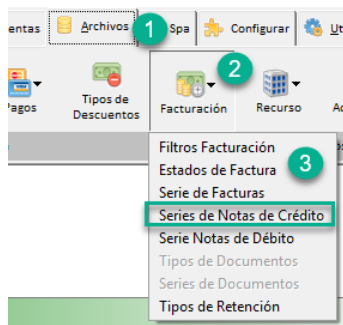 entas Archivos 1 Spa Configurar Ut
2
Pagos Tipos de Descuentos Facturación Recurso
Filtros Facturación
Estados de Factura 3
Serie de Facturas
Series de Notas de Crédito
Serie Notas de Débito
Tipos de Documentos
Series de Documentos
Tipos de Retención